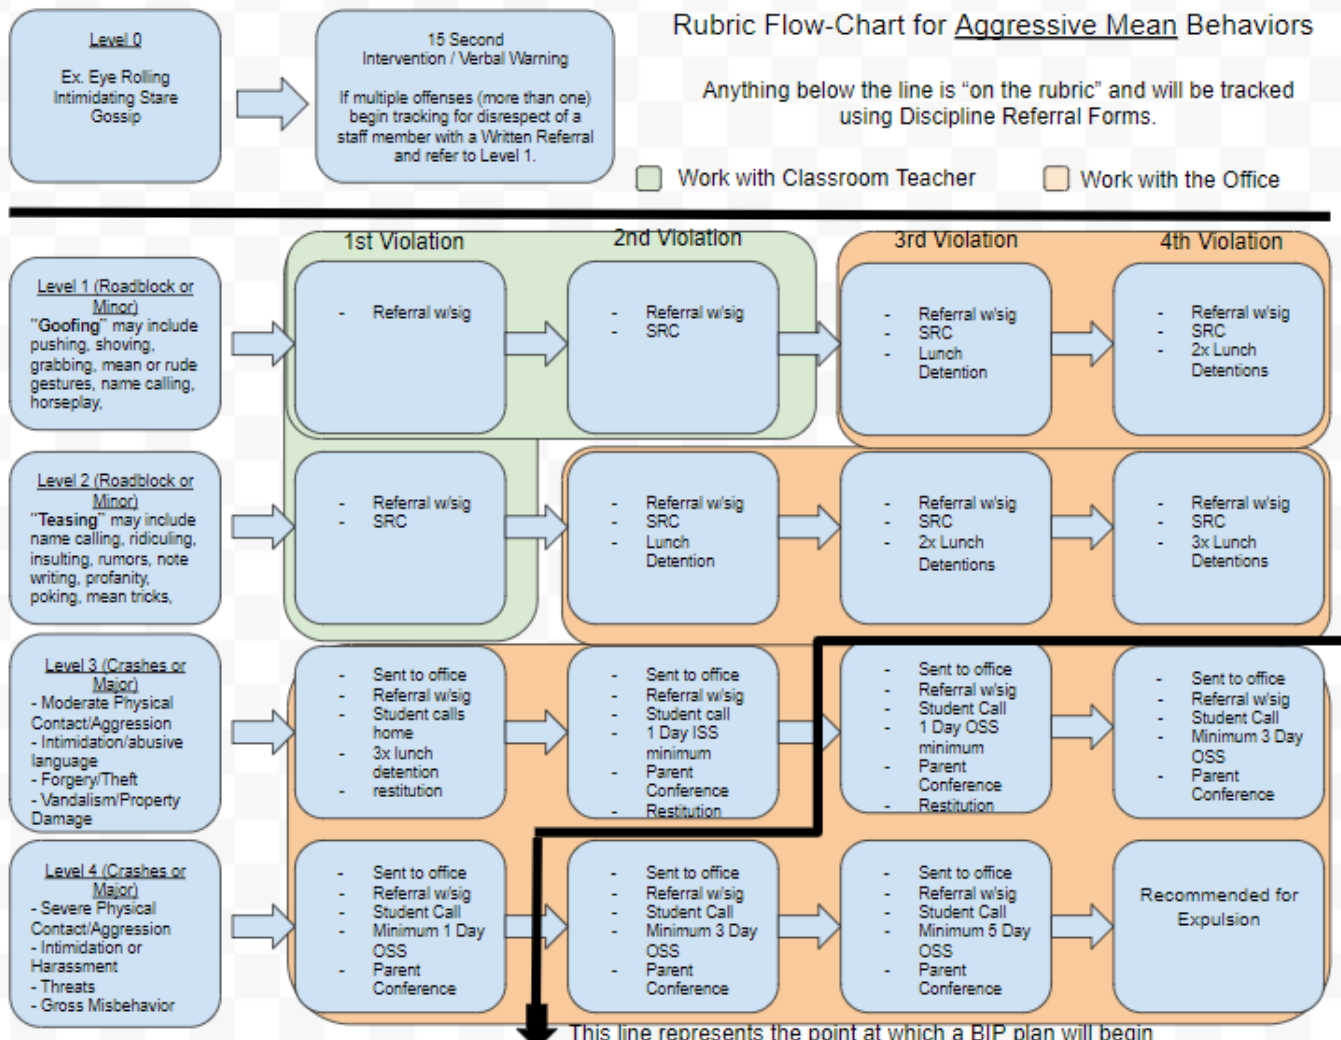 Rubric Flow-Chart for Aggressive Mean Behaviors
Anything below the line is “on the rubric” and will be tracked
using Discipline Referral Forms.
Work with Classroom Teacher
Work with the Office
Level 0
Ex. Eye Rolling
Intimidating Stare
Gossip
15 Second
Intervention / Verbal Warning
If multiple offenses (more than one)
begin tracking for disrespect of a
staff member with a Written Referral
and refer to Level 1.
1st Violation
2nd Violation
3rd Violation
4th Violation
Level 1 (Roadblock or
Minor)
"Goofing" may include
pushing, shoving,
grabbing, mean or rude
gestures, name calling,
horseplay,
- Referral w/sig
- Referral w/sig
- SRC
- Referral w/sig
- SRC
- Lunch
Detention
- Referral w/sig
- SRC
- 2x Lunch
Detentions
Level 2 (Roadblock or
Minor)
"Teasing" may include
name calling, ridiculing,
insulting, rumors, note
writing, profanity,
poking, mean tricks,
- Referral w/sig
- SRC
- Referral w/sig
- SRC
- Lunch
Detention
- Referral w/sig
- SRC
- 2x Lunch
Detentions
- Referral w/sig
- SRC
- 3x Lunch
Detentions
Level 3 (Crashes or
Major)
- Moderate Physical
Contact/Aggression
- Intimidation/abusive
language
- Forgery/Theft
- Vandalism/Property
Damage
- Sent to office
- Referral w/sig
- Student calls
home
- 3x lunch
detention
- restitution
- Sent to office
- Referral w/sig
- Student call
- 1 Day ISS
minimum
- Parent
Conference
- Restitution
- Sent to office
- Referral w/sig
- Student Call
- 1 Day OSS
minimum
- Parent
Conference
- Restitution
- Sent to office
- Referral w/sig
- Student Call
- Minimum 3 Day
OSS
- Parent
Conference
Level 4 (Crashes or
Major)
- Severe Physical
Contact/Aggression
- Intimidation or
Harassment
- Threats
- Gross Misbehavior
- Sent to office
- Referral w/sig
- Student Call
- Minimum 1 Day
OSS
- Parent
Conference
- Sent to office
- Referral w/sig
- Student Call
- Minimum 3 Day
OSS
- Parent
Conference
- Sent to office
- Referral w/sig
- Student Call
- Minimum 5 Day
OSS
- Parent
Conference
Recommended for
Expulsion
This line represents the point at which a BIP plan will begin